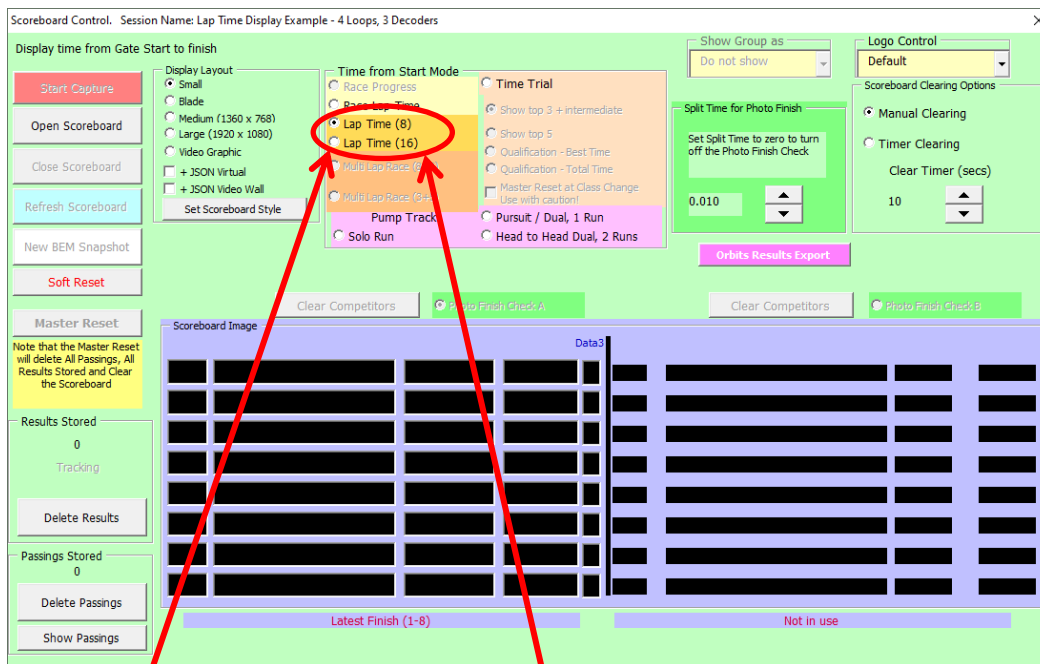 Scoreboard Control. Session Name: Lap Time Display Example - 4 Loops, 3 Decoders
Display time from Gate Start to finish
Start Capture
Open Scoreboard
Close Scoreboard
Refresh Scoreboard
New BEM Snapshot
Soft Reset
Master Reset
Note that the Master Reset
will delete All Passings, All
Results Stored and Clear
the Scoreboard
Results Stored
0
Tracking
Delete Results
Passings Stored
0
Delete Passings
Show Passings
Display Layout
Small
Blade
Medium (1360 x 768)
Large (1920 x 1080)
Video Graphic
+ JSON Virtual
+ JSON Video Wall
Set Scoreboard Style
Time from Start Mode
Race Progress
Race Lap Time
Lap Time (8)
Lap Time (16)
Multi Lap Race
Multi Lap Race
Time Trial
Show top 3 + intermediate
Show top 5
Qualification - Best Time
Qualification - Total Time
Master Reset at Class Change
Use with caution!
Pump Track
Solo Run
Pursuit / Dual, 1 Run
Head to Head Dual, 2 Runs
Show Group as
Do not show
Logo Control
Default
Split Time for Photo Finish
Set Split Time to zero to turn
off the Photo Finish Check
0.010
Scoreboard Clearing Options
Manual Clearing
Timer Clearing
Clear Timer (secs)
10
Orbits Results Export
Clear Competitors
Photo Finish Check A
Clear Competitors
Photo Finish Check B
Scoreboard Image
Data3
Latest Finish (1-8)
Not in use